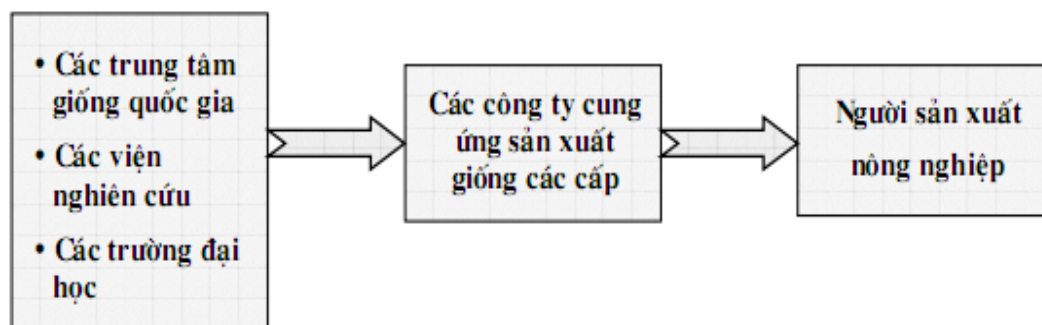 • Các trung tâm
giống quốc gia
• Các viện
nghiên cứu
• Các trường đại
học
Các công ty cung
ứng sản xuất
giống các cấp
Người sản xuất
nông nghiệp